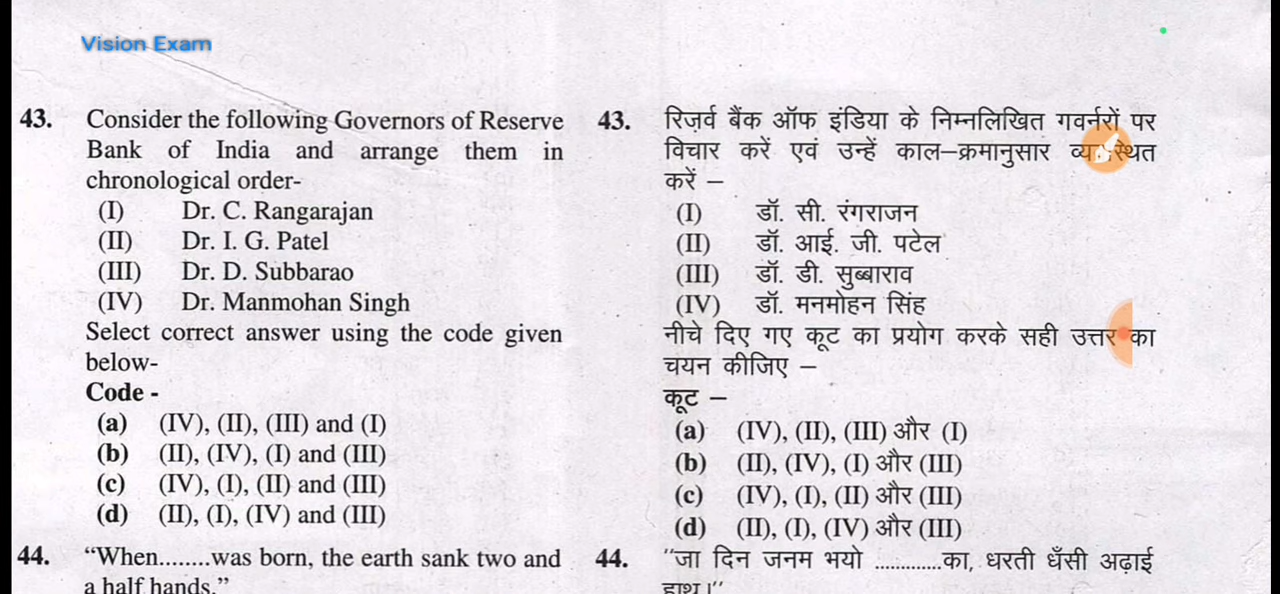 Vision Exam
43. Consider the following Governors of Reserve
Bank of India and arrange them in
chronological order-
(I) Dr. C. Rangarajan
(II) Dr. I. G. Patel
(III) Dr. D. Subbarao
(IV) Dr. Manmohan Singh
Select correct answer using the code given
below-
Code -
(a) (IV), (II), (III) and (I)
(b) (II), (IV), (I) and (III)
(c) (IV), (I), (II) and (III)
(d) (II), (I), (IV) and (III)
44. “When........was born, the earth sank two and
a half hands.”
43. रिज़र्व बैंक ऑफ इंडिया के निम्नलिखित गवर्नरों पर
विचार करें एवं उन्हें काल–क्रमानुसार
करें –
(I) डॉ. सी. रंगराजन
(II) डॉ. आई. जी. पटेल
(III) डॉ. डी. सुब्बाराव
(IV) डॉ. मनमोहन सिंह
नीचे दिए गए कूट का प्रयोग करके सही उत्तर का
चयन कीजिए –
कूट –
(a) (IV), (II), (III) और (I)
(b) (II), (IV), (I) और (III)
(c) (IV), (I), (II) और (III)
(d) (II), (I), (IV) और (III)
44. “जा दिन जनम भयो .............का, धरती धँसी अढ़ाई
हाथ।”